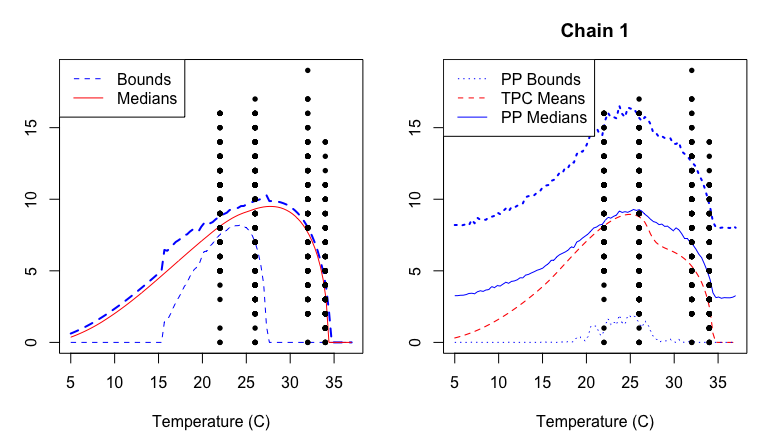 Chain 1
Bounds
Medians
0
5
10
15
5 10 15 20 25 30 35
Temperature (C)
PP Bounds
TPC Means
PP Medians
0
5
10
15
5 10 15 20 25 30 35
Temperature (C)